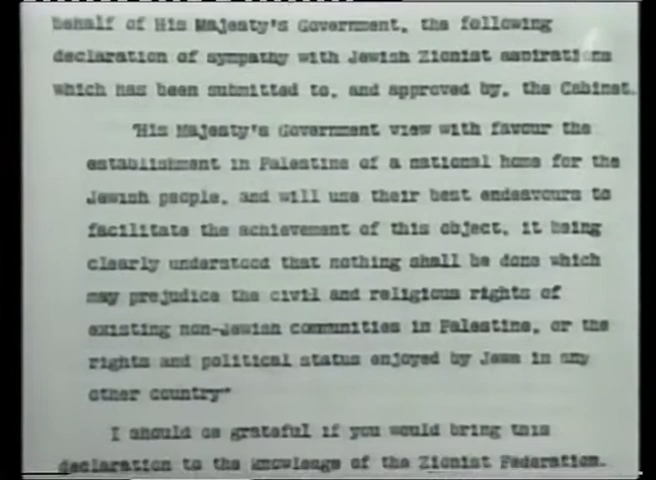 behalf of His Majesty's Government, the following
declaration of sympathy with Jewish Zionist aspirations
which has been submitted to, and approved by, the Cabinet.
"His Majesty's Government view with favour the
establishment in Palestine of a national home for the
Jewish people, and will use their best endeavours to
facilitate the achievement of this object, it being
clearly understood that nothing shall be done which
may prejudice the civil and religious rights of
existing non-Jewish communities in Palestine, or the
rights and political status enjoyed by Jews in any
other country"
I should be grateful if you would bring this
declaration to the knowledge of the Zionist Federation.